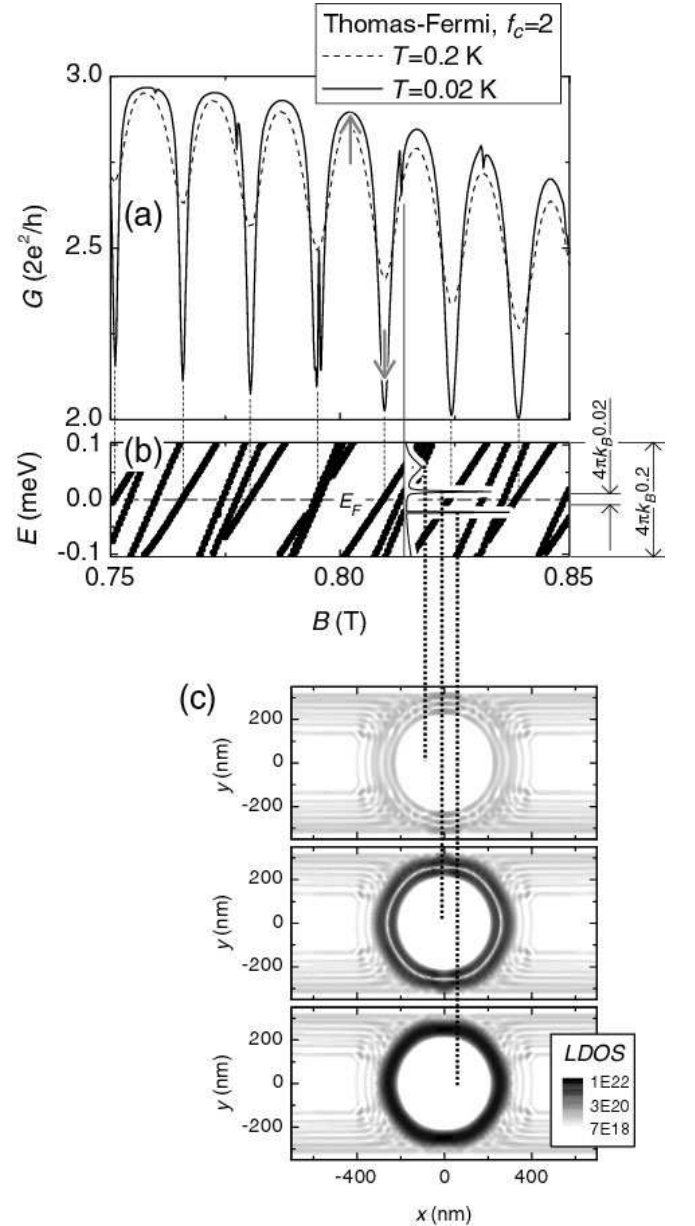 Thomas-Fermi, f_c=2
T=0.2 K
T=0.02 K
3.0
2.5
2.0
G (2e²/h)
(a)
(b)
0.1
0.0
-0.1
E (meV)
E_F
4πk_B0.02
4πk_B0.2
0.75
0.80
0.85
B (T)
(c)
200
0
-200
y (nm)
200
0
-200
y (nm)
200
0
-200
y (nm)
LDOS
1E22
3E20
7E18
-400
0
400
x (nm)